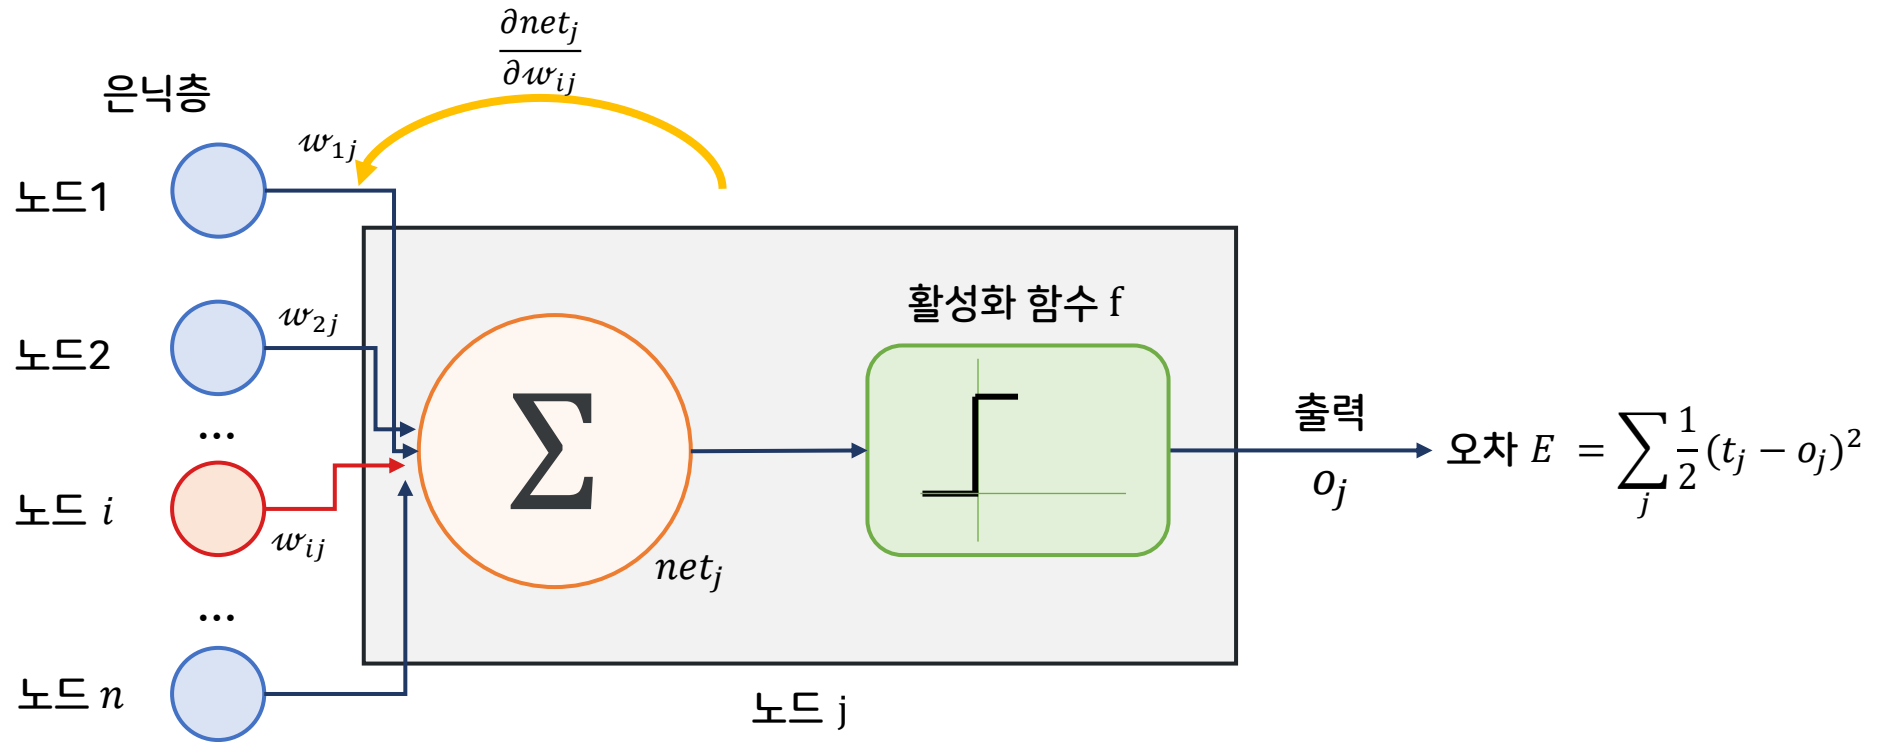 ∂net_j
∂w_ij
은닉층
w_1j
노드1
활성화 함수 f
w_2j
노드2
출력
...
Σ
오차 E = ∑_j 1/2 (t_j − o_j)^2
o_j
노드 i
w_ij
net_j
...
노드 n
노드 j